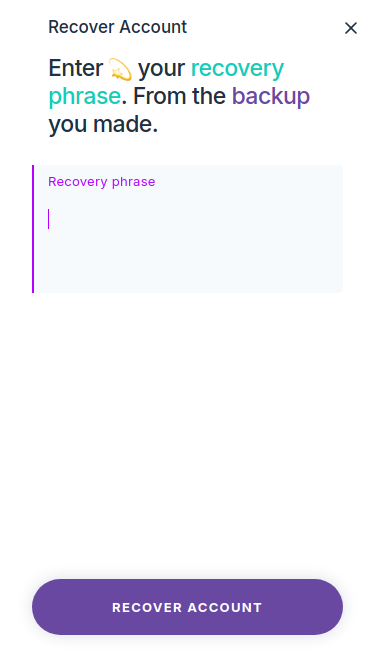 Recover Account
Enter 💫 your recovery
phrase. From the backup
you made.
Recovery phrase
RECOVER ACCOUNT